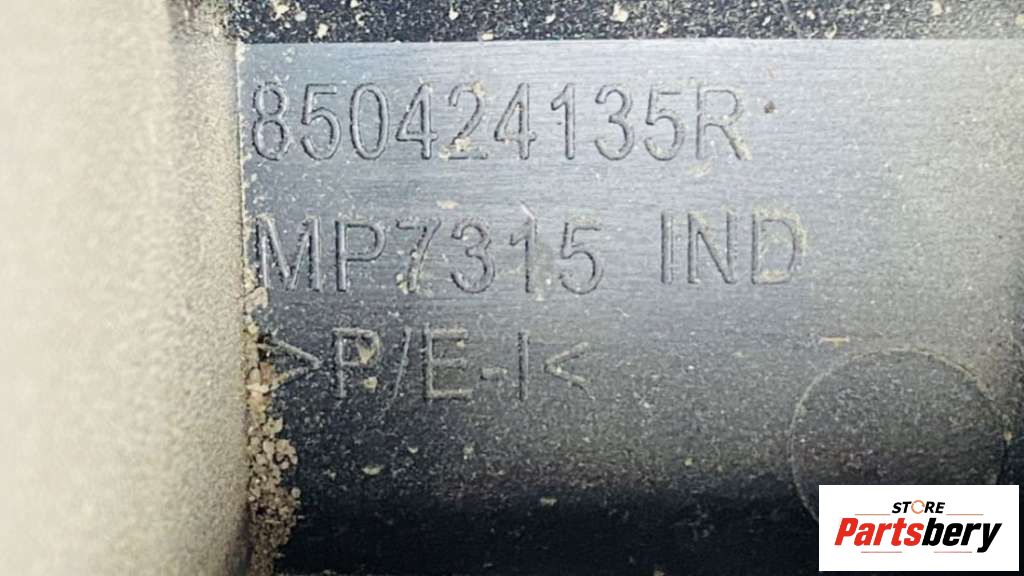 850424135R
MP7315 IND
>P/E-I<
STORE
Partsbery